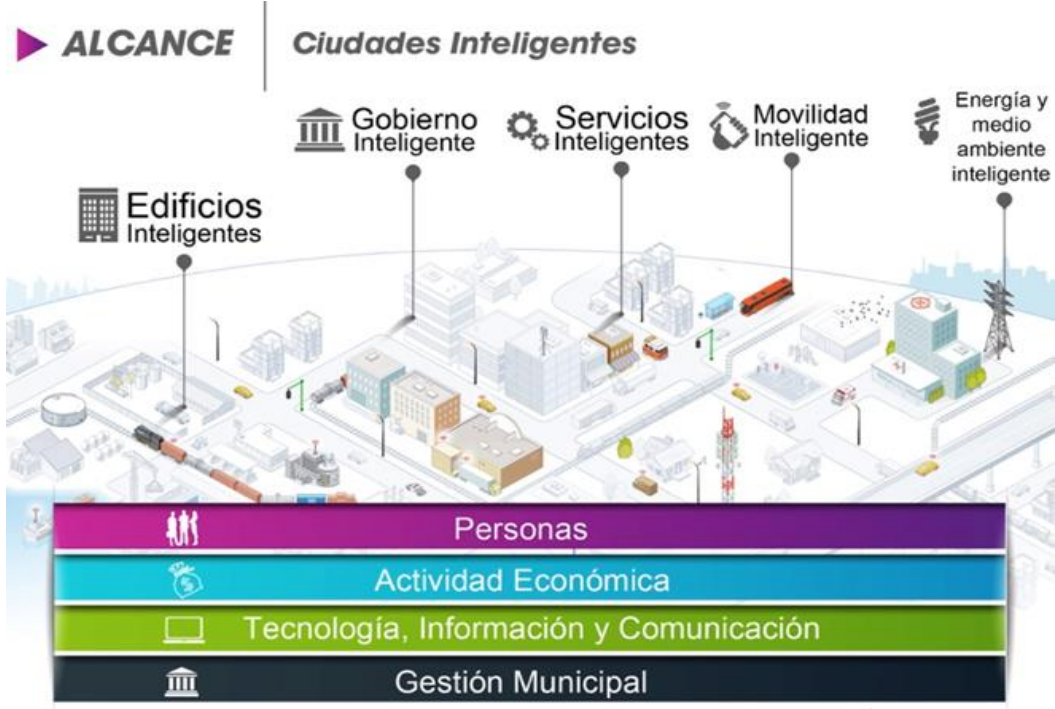 ALCANCE
Ciudades Inteligentes
Edificios
Inteligentes
Gobierno
Inteligente
Servicios
Inteligentes
Movilidad
Inteligente
Energía y
medio
ambiente
inteligente
Personas
Actividad Económica
Tecnología, Información y Comunicación
Gestión Municipal